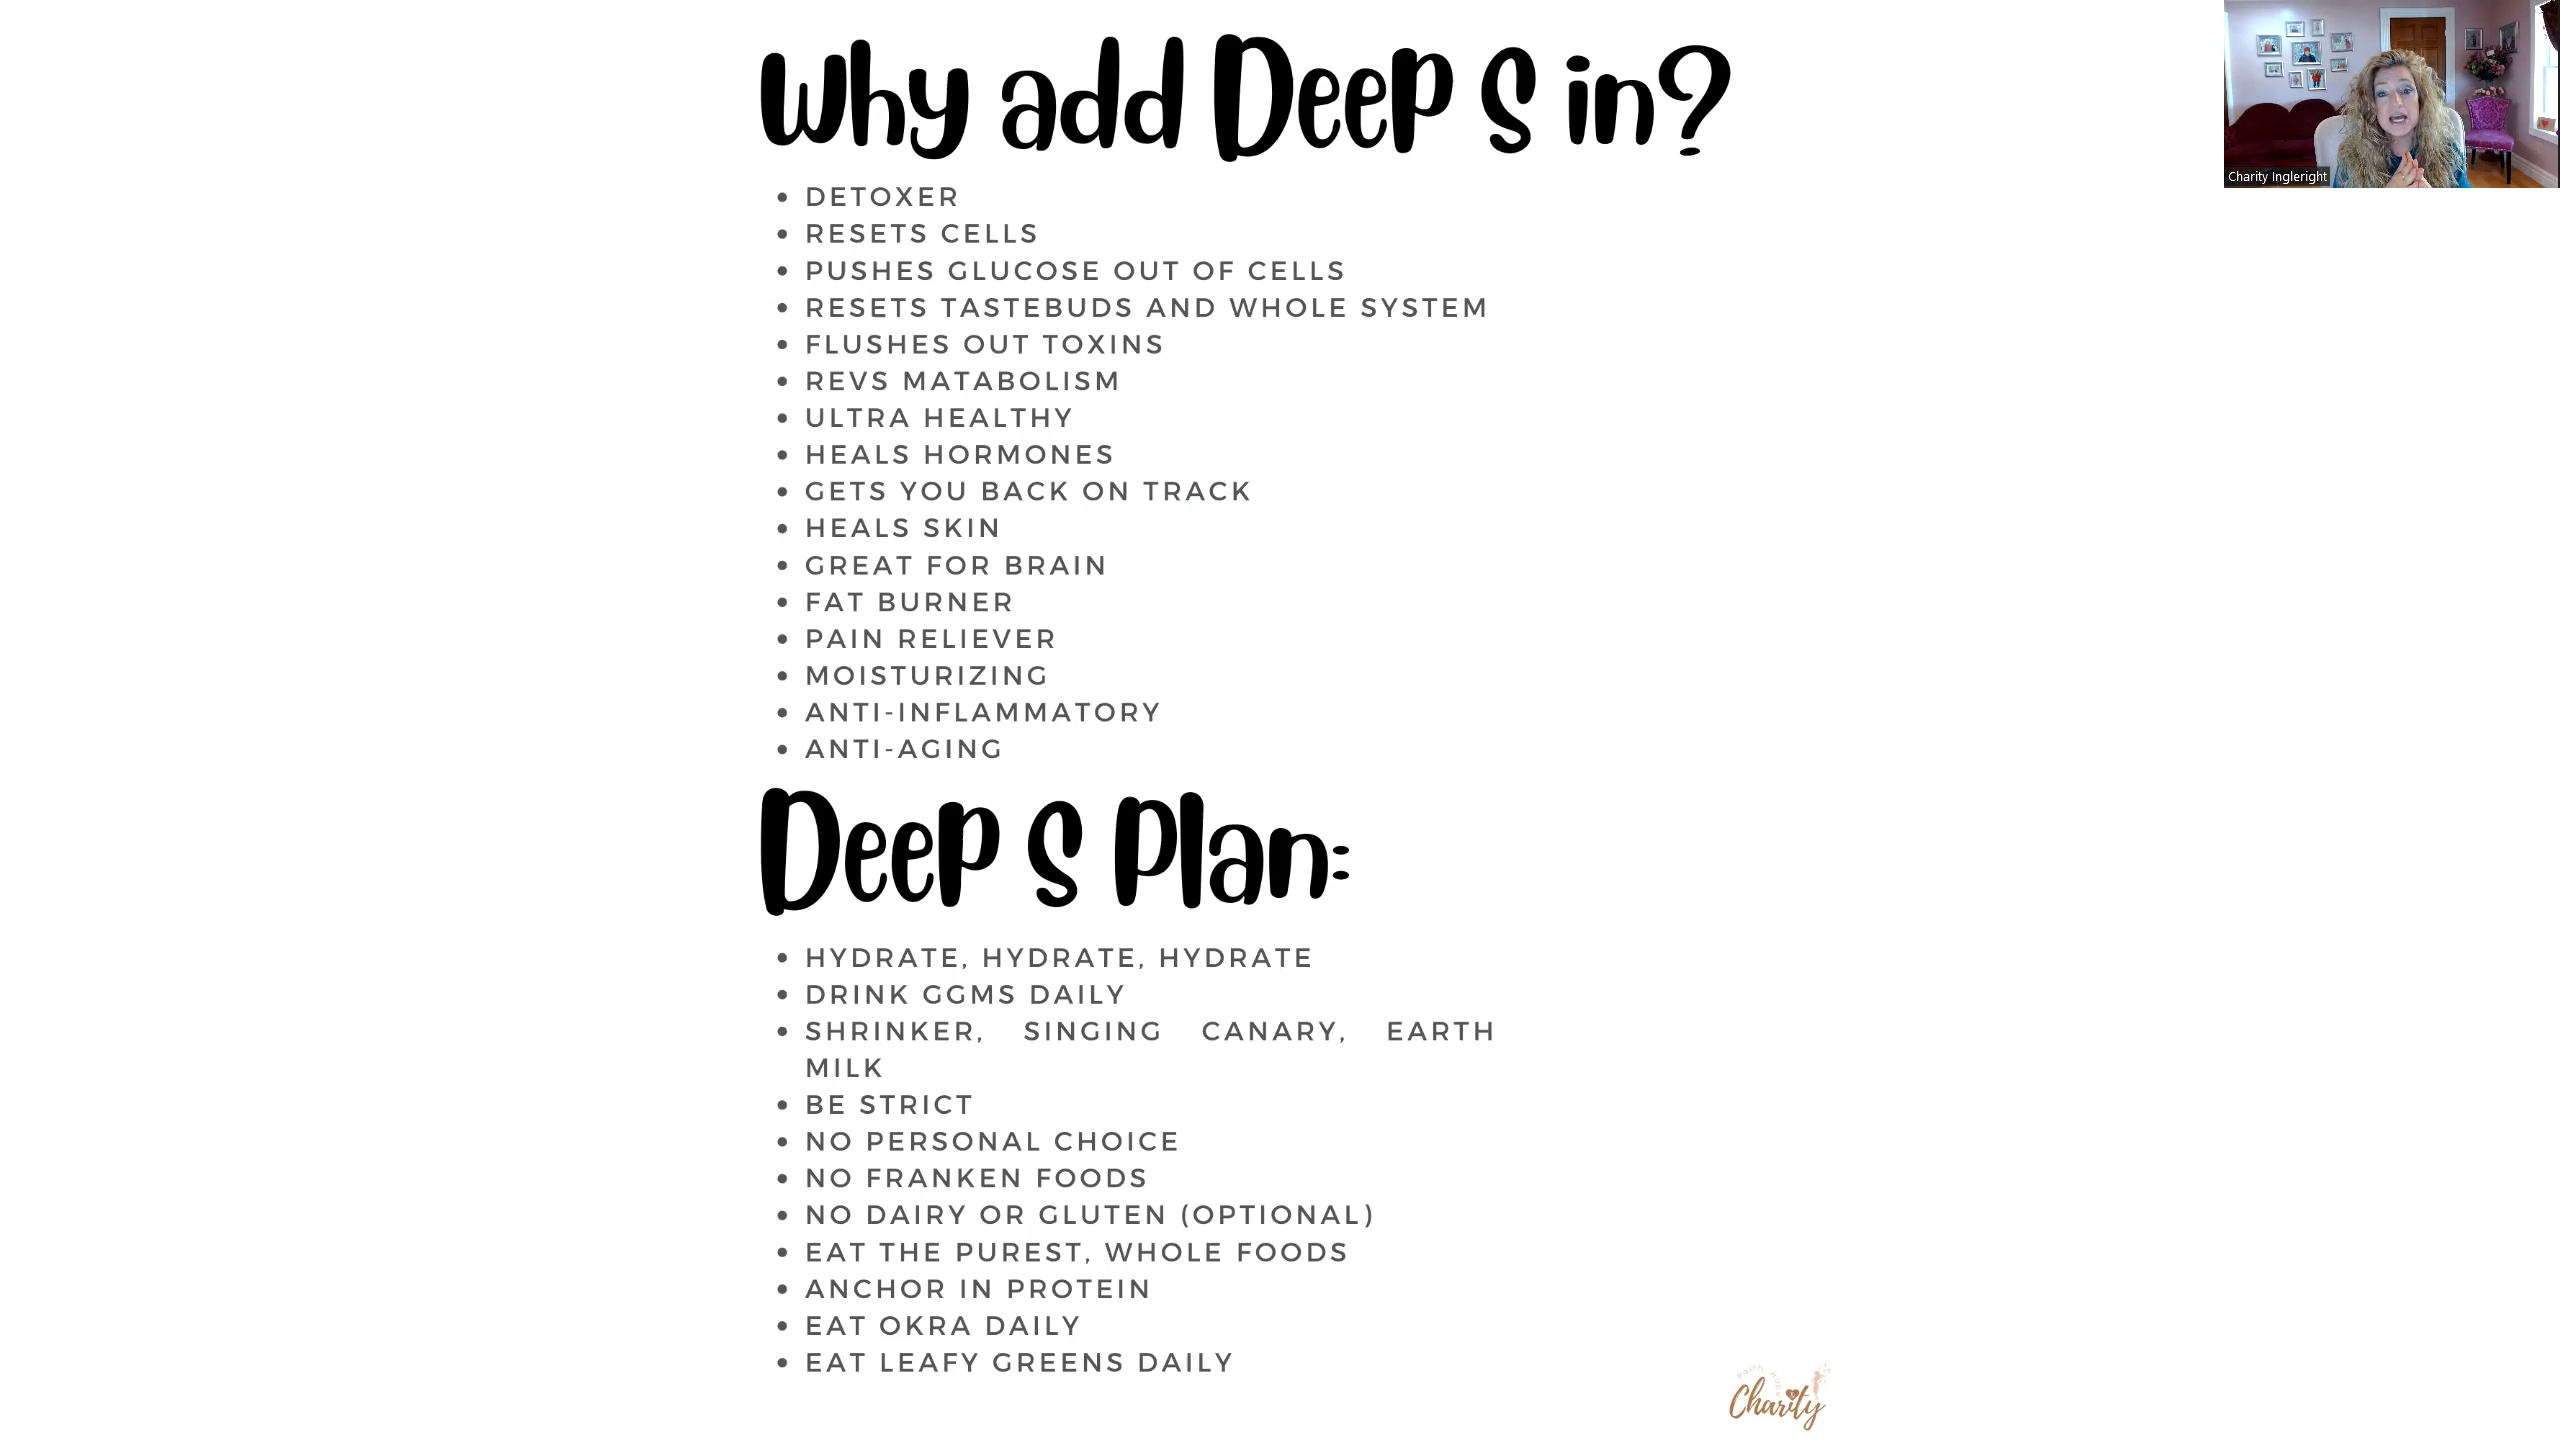 Why add Deep S in?
Charity Ingleright
DETOXER
RESETS CELLS
PUSHES GLUCOSE OUT OF CELLS
RESETS TASTEBUDS AND WHOLE SYSTEM
FLUSHES OUT TOXINS
REVS MATABOLISM
ULTRA HEALTHY
HEALS HORMONES
GETS YOU BACK ON TRACK
HEALS SKIN
GREAT FOR BRAIN
FAT BURNER
PAIN RELIEVER
MOISTURIZING
ANTI-INFLAMMATORY
ANTI-AGING
Deep S Plan:
HYDRATE, HYDRATE, HYDRATE
DRINK GGMS DAILY
SHRINKER, SINGING CANARY, EARTH
MILK
BE STRICT
NO PERSONAL CHOICE
NO FRANKEN FOODS
NO DAIRY OR GLUTEN (OPTIONAL)
EAT THE PUREST, WHOLE FOODS
ANCHOR IN PROTEIN
EAT OKRA DAILY
EAT LEAFY GREENS DAILY
Charity